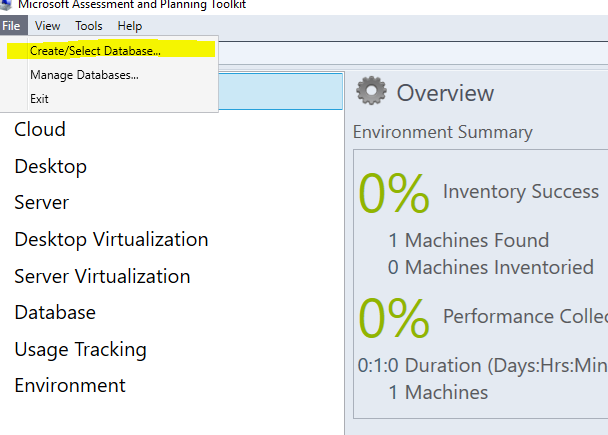 Microsoft Assessment and Planning Toolkit
File View Tools Help
Create/Select Database...
Manage Databases...
Exit
Cloud
Desktop
Server
Desktop Virtualization
Server Virtualization
Database
Usage Tracking
Environment
Overview
Environment Summary
0% Inventory Success
1 Machines Found
0 Machines Inventoried
0% Performance Collec
0:1:0 Duration (Days:Hrs:Min
1 Machines